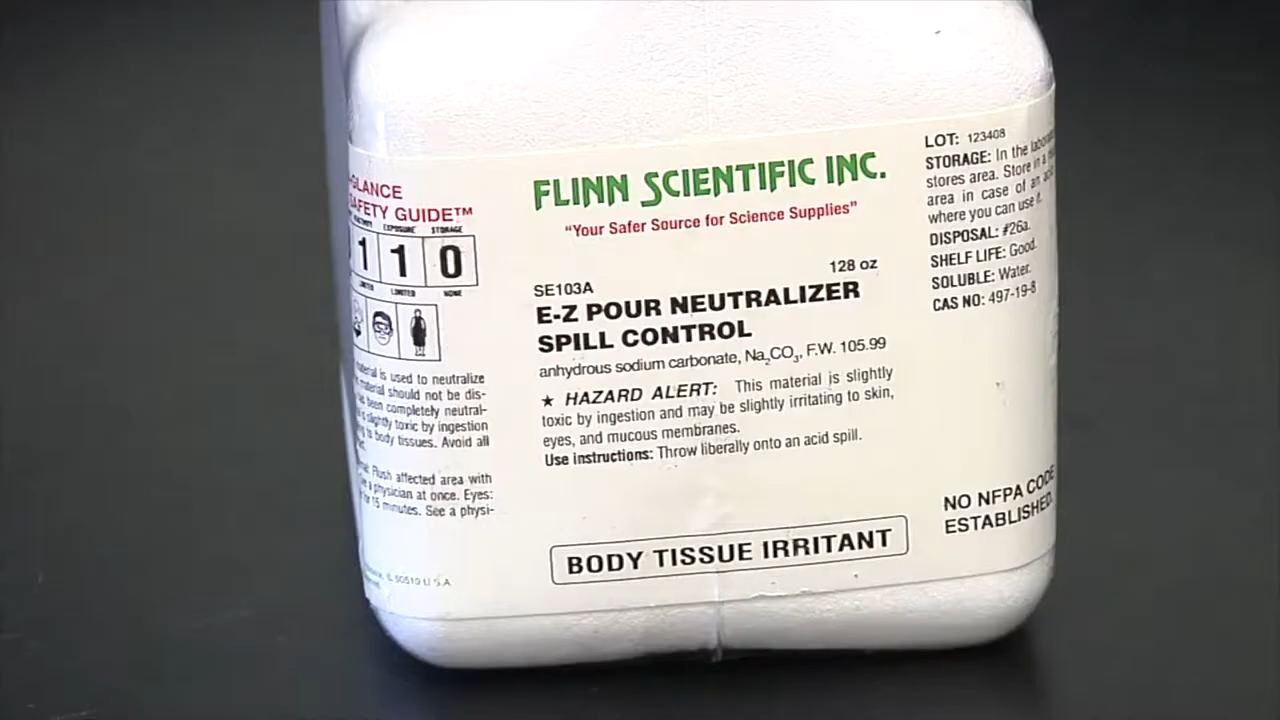 -GLANCE
SAFETY GUIDE™
EXPOSURE STORAGE
1 1 0
LIMITED NONE
material is used to neutralize
material should not be dis-
has been completely neutral-
slightly toxic by ingestion
to body tissues. Avoid all
Flush affected area with
a physician at once. Eyes:
for 15 minutes. See a physi-
U.S.A.
FLINN SCIENTIFIC INC.
“Your Safer Source for Science Supplies”
128 oz
SE103A
E-Z POUR NEUTRALIZER
SPILL CONTROL
anhydrous sodium carbonate, Na₂CO₃, F.W. 105.99
★ HAZARD ALERT: This material is slightly
toxic by ingestion and may be slightly irritating to skin,
eyes, and mucous membranes.
Use instructions: Throw liberally onto an acid spill.
BODY TISSUE IRRITANT
LOT: 123408
STORAGE: In the
stores area. Store in a
area in case of an acid
where you can use it.
DISPOSAL: #26a.
SHELF LIFE: Good.
SOLUBLE: Water.
CAS NO: 497-19-8
NO NFPA CODE
ESTABLISHED.